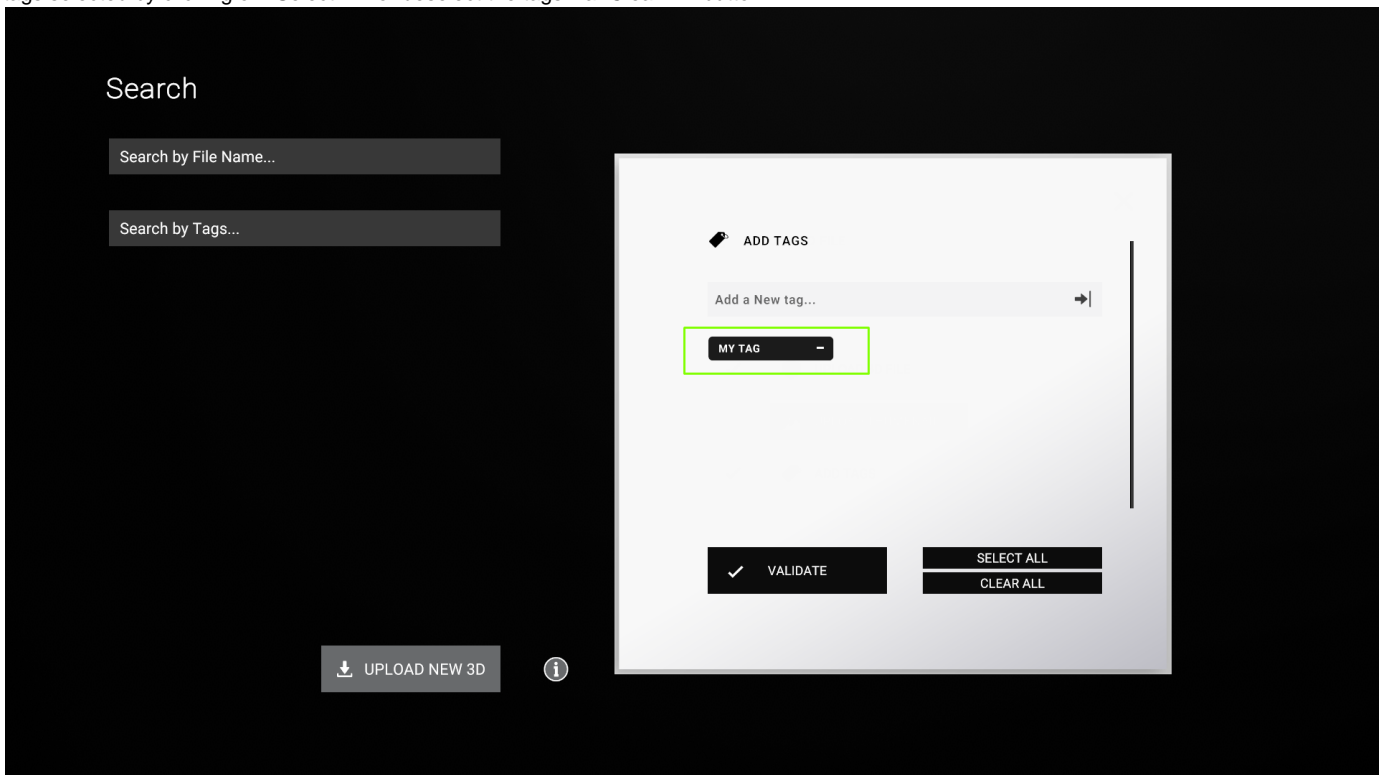 Search
Search by File Name...
Search by Tags...
ADD TAGS
Add a New tag...
MY TAG
VALIDATE
SELECT ALL
CLEAR ALL
UPLOAD NEW 3D